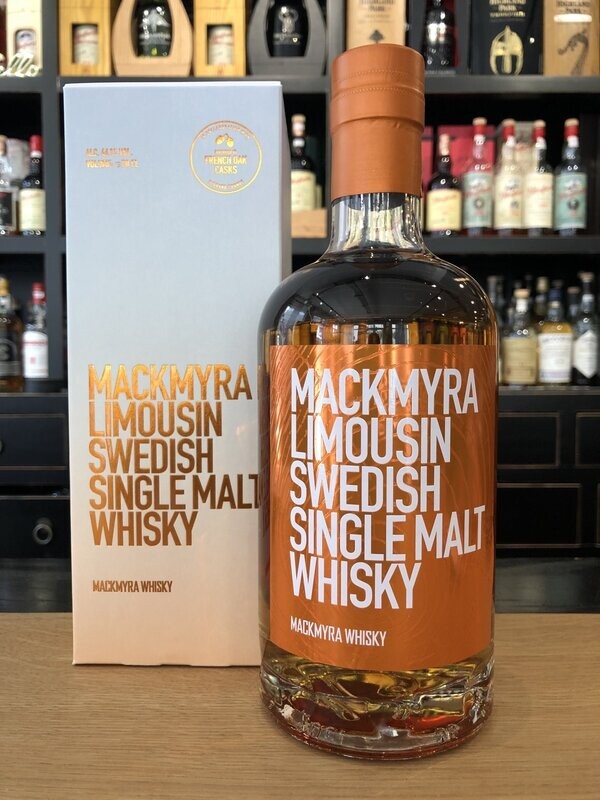 FRENCH OAK
CASKS
MACKMYRA
LIMOUSIN
SWEDISH
SINGLE MALT
WHISKY
MACKMYRA WHISKY
MACKMYRA
LIMOUSIN
SWEDISH
SINGLE MALT
WHISKY
MACKMYRA WHISKY